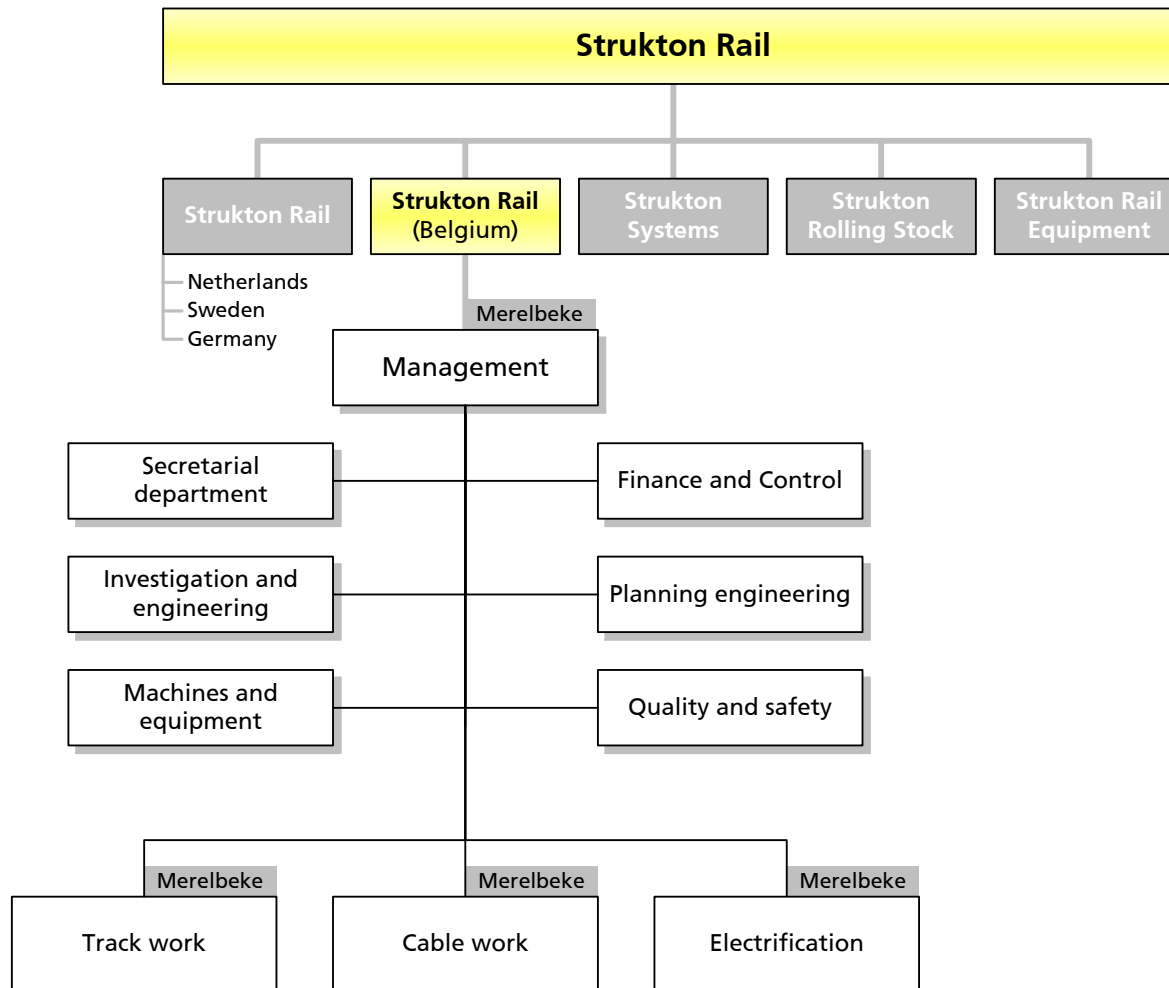 Strukton Rail
Strukton Rail
Strukton Rail
(Belgium)
Strukton
Systems
Strukton
Rolling Stock
Strukton Rail
Equipment
Netherlands
Sweden
Germany
Merelbeke
Management
Secretarial
department
Finance and Control
Investigation and
engineering
Planning engineering
Machines and
equipment
Quality and safety
Merelbeke
Track work
Merelbeke
Cable work
Merelbeke
Electrification